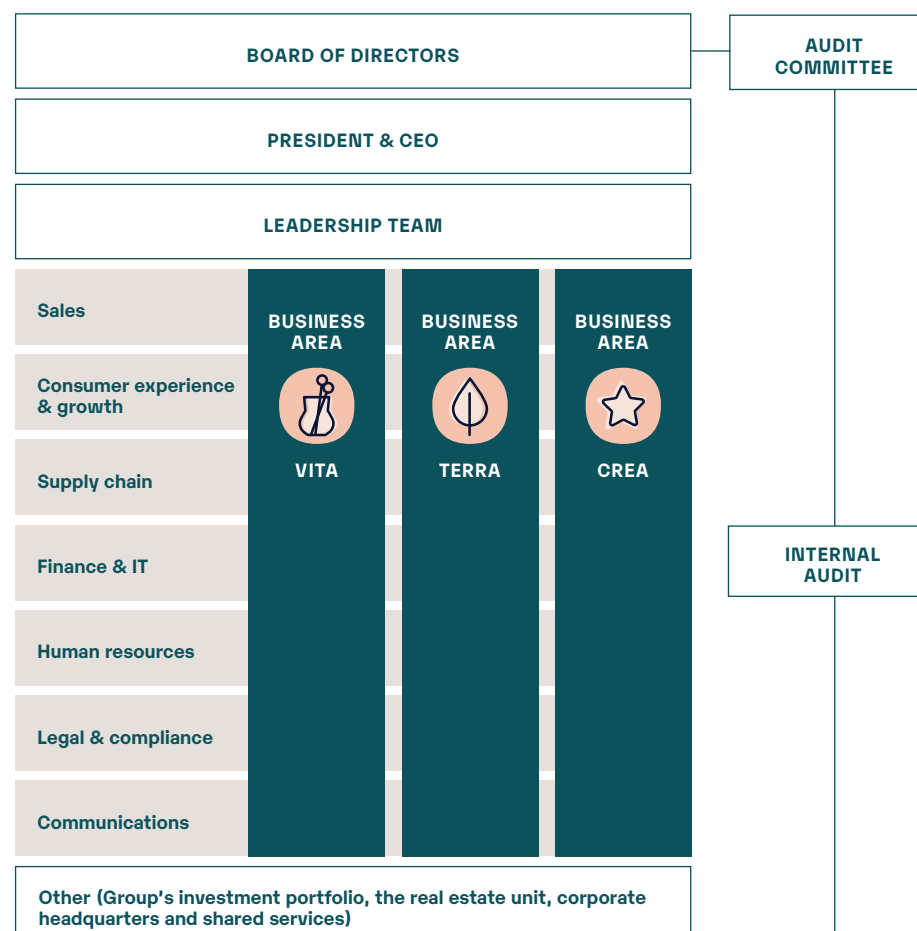 BOARD OF DIRECTORS
AUDIT
COMMITTEE
PRESIDENT & CEO
LEADERSHIP TEAM
Sales
Consumer experience
& growth
Supply chain
Finance & IT
Human resources
Legal & compliance
Communications
BUSINESS
AREA
VITA
BUSINESS
AREA
TERRA
BUSINESS
AREA
CREA
INTERNAL
AUDIT
Other (Group's investment portfolio, the real estate unit, corporate
headquarters and shared services)